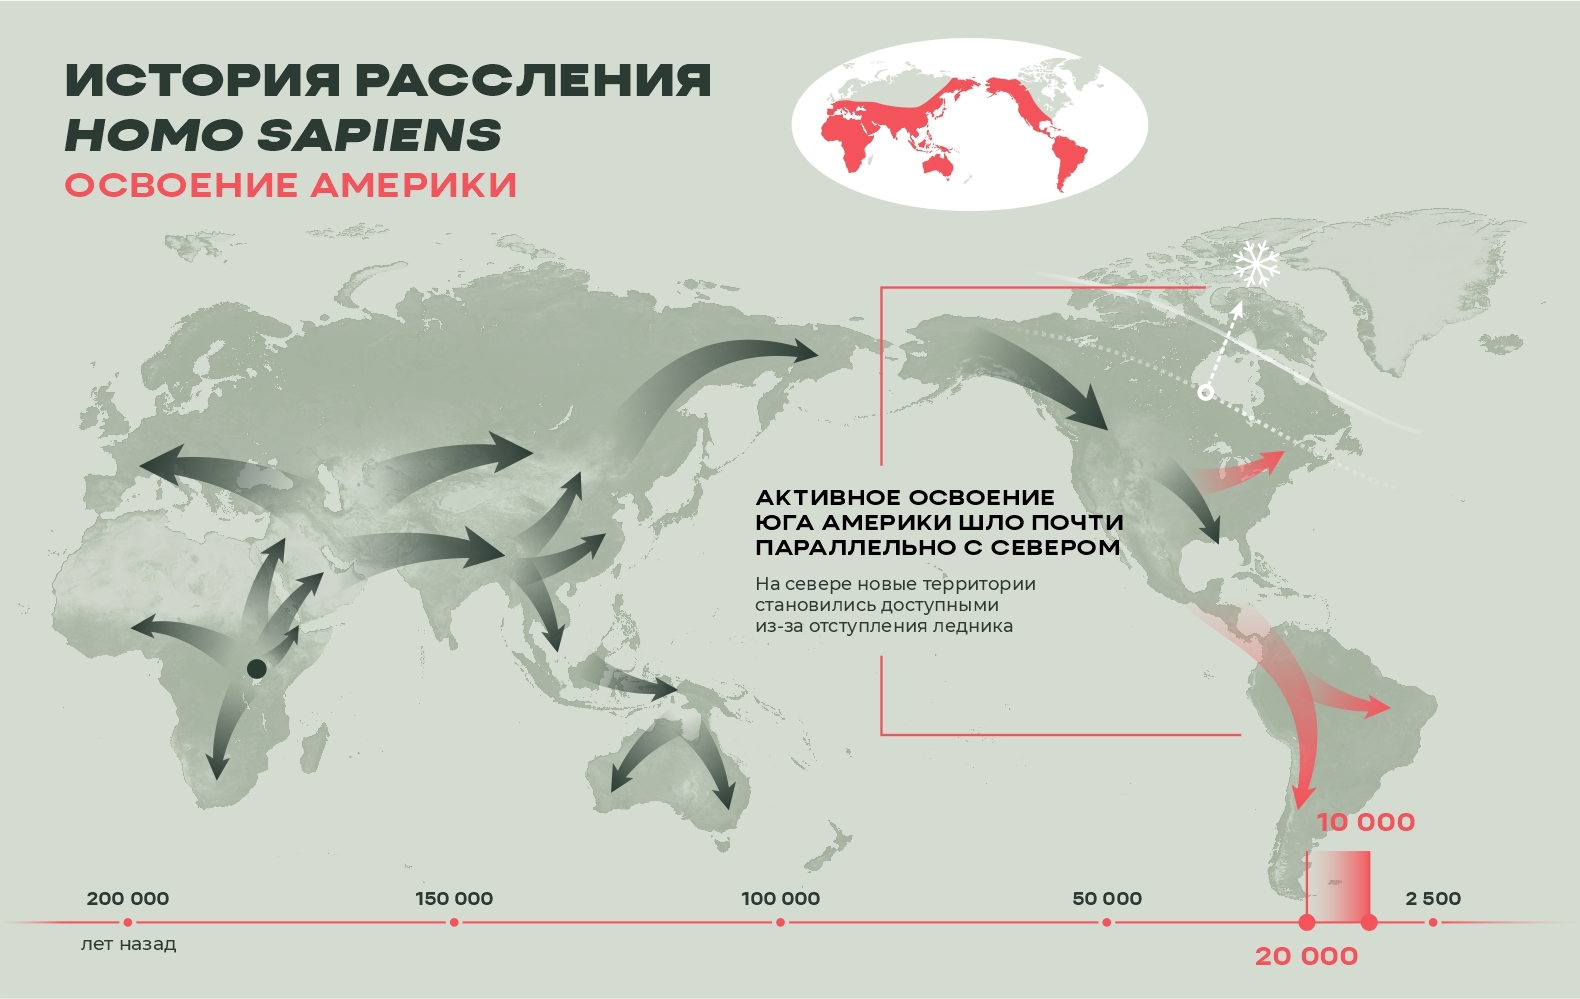 ИСТОРИЯ РАССЛЕНИЯ
HOMO SAPIENS
ОСВОЕНИЕ АМЕРИКИ
АКТИВНОЕ ОСВОЕНИЕ
ЮГА АМЕРИКИ ШЛО ПОЧТИ
ПАРАЛЛЕЛЬНО С СЕВЕРОМ
На севере новые территории
становились доступными
из-за отступления ледника
10 000
200 000
150 000
100 000
50 000
2 500
лет назад
20 000